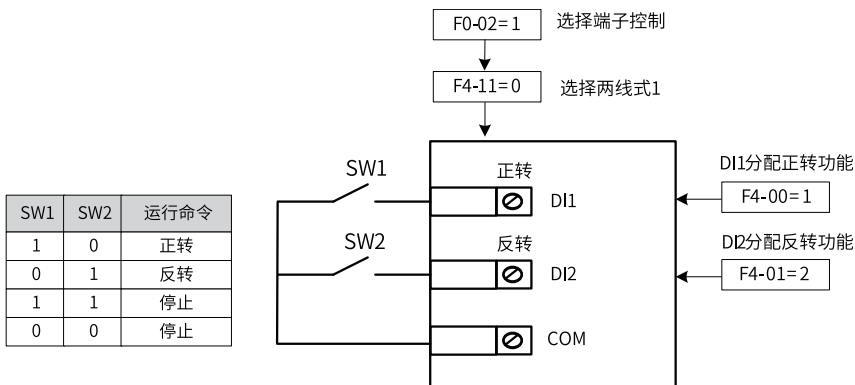 F0-02=1 选择端子控制
F4-11=0 选择两线式1
SW1 正转 DI1分配正转功能
DI1 F4-00=1
SW1 SW2 运行命令
1 0 正转
0 1 反转
1 1 停止
0 0 停止
SW2 反转 DI2分配反转功能
DI2 F4-01=2
COM